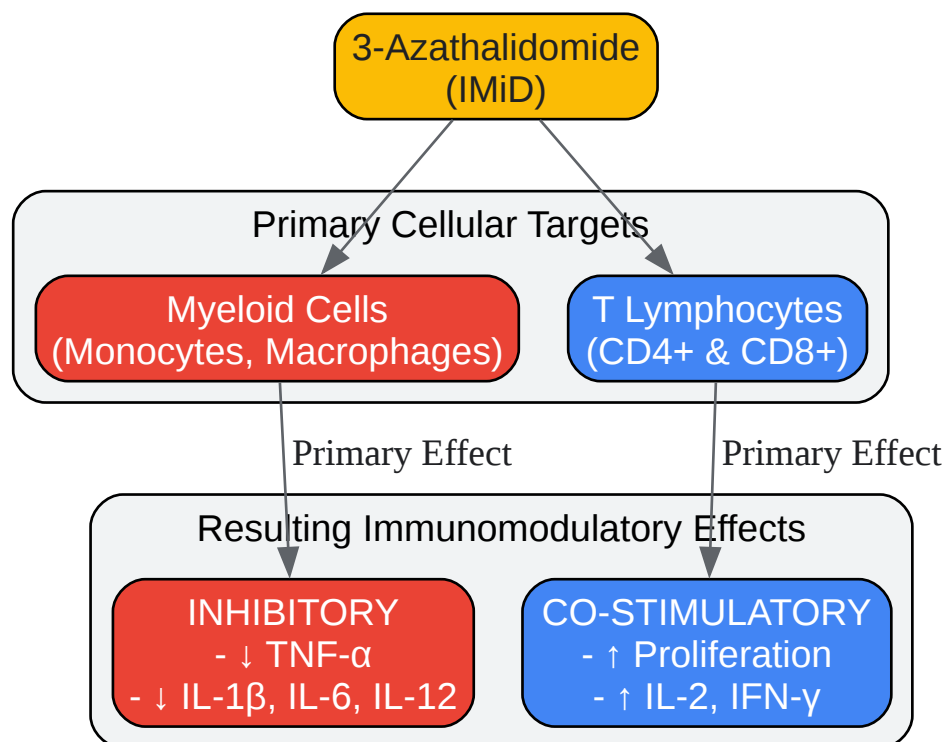 3-Azathalidomide
(IMiD)
Primary Cellular Targets
Myeloid Cells
(Monocytes, Macrophages)
T Lymphocytes
(CD4+ & CD8+)
Primary Effect
Primary Effect
Resulting Immunomodulatory Effects
INHIBITORY
- ↓ TNF-α
- ↓ IL-1β, IL-6, IL-12
CO-STIMULATORY
- ↑ Proliferation
- ↑ IL-2, IFN-γ